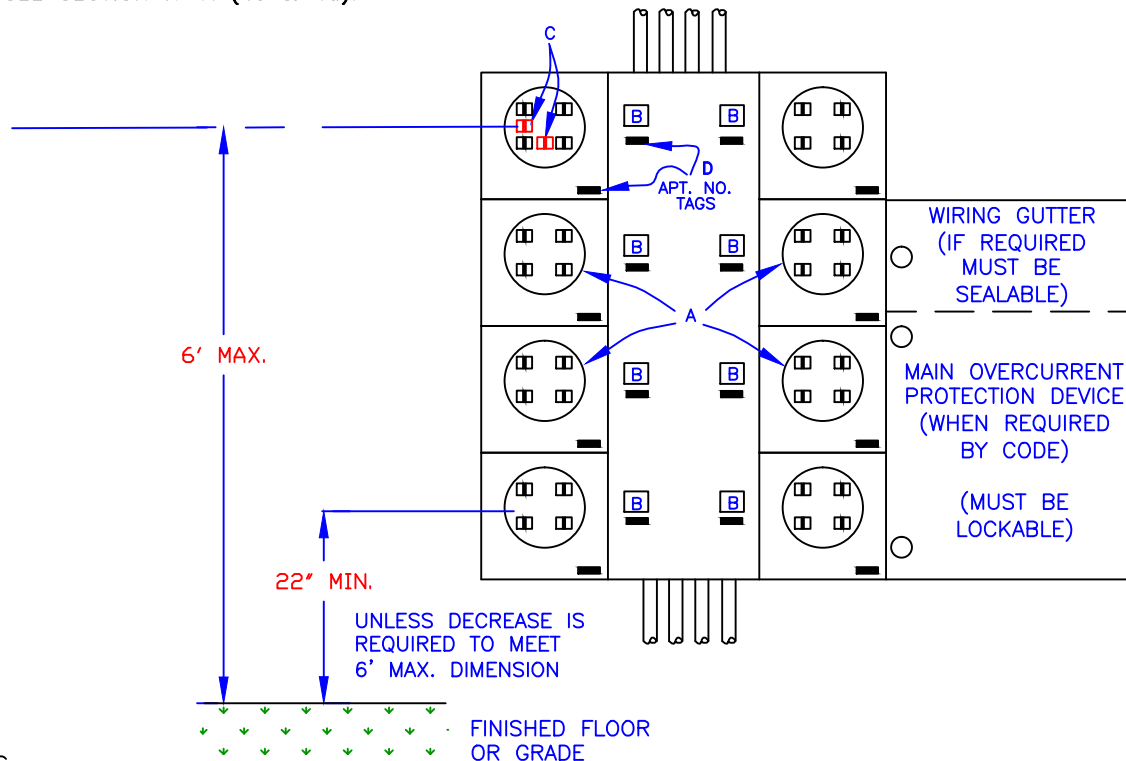 C
B
B
D
APT. NO.
TAGS
WIRING GUTTER
(IF REQUIRED
MUST BE
SEALABLE)
B
B
A
6' MAX.
MAIN OVERCURRENT
PROTECTION DEVICE
(WHEN REQUIRED
BY CODE)
B
B
(MUST BE
LOCKABLE)
B
B
22" MIN.
UNLESS DECREASE IS
REQUIRED TO MEET
6' MAX. DIMENSION
FINISHED FLOOR
OR GRADE